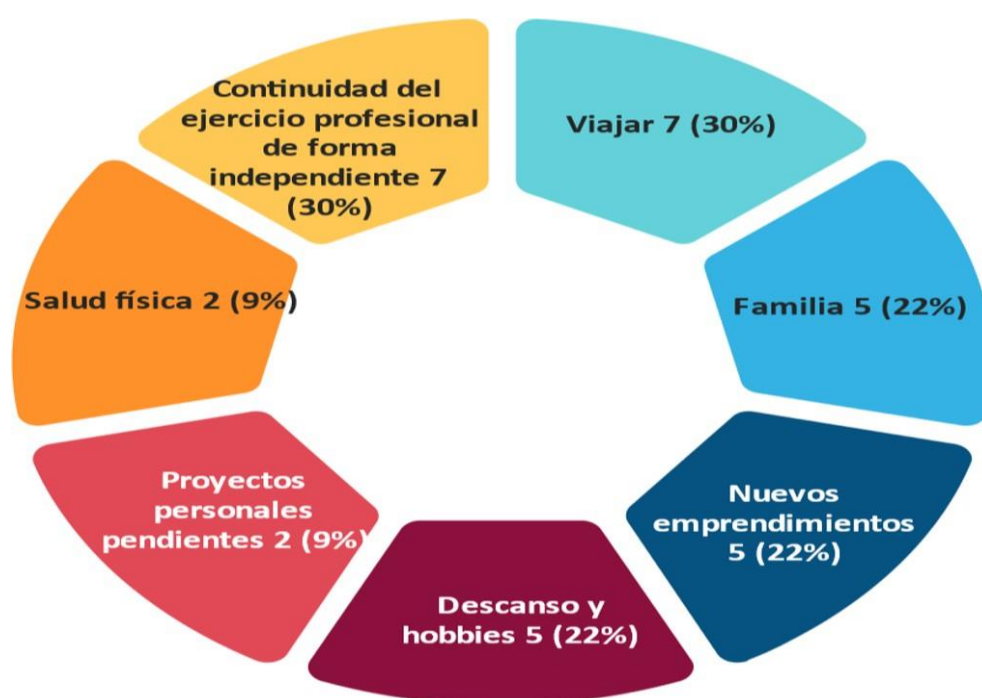 Continuidad del
ejercicio profesional
de forma
independiente 7
(30%)
Viajar 7 (30%)
Salud física 2 (9%)
Familia 5 (22%)
Proyectos
personales
pendientes 2 (9%)
Nuevos
emprendimientos
5 (22%)
Descanso y
hobbies 5 (22%)